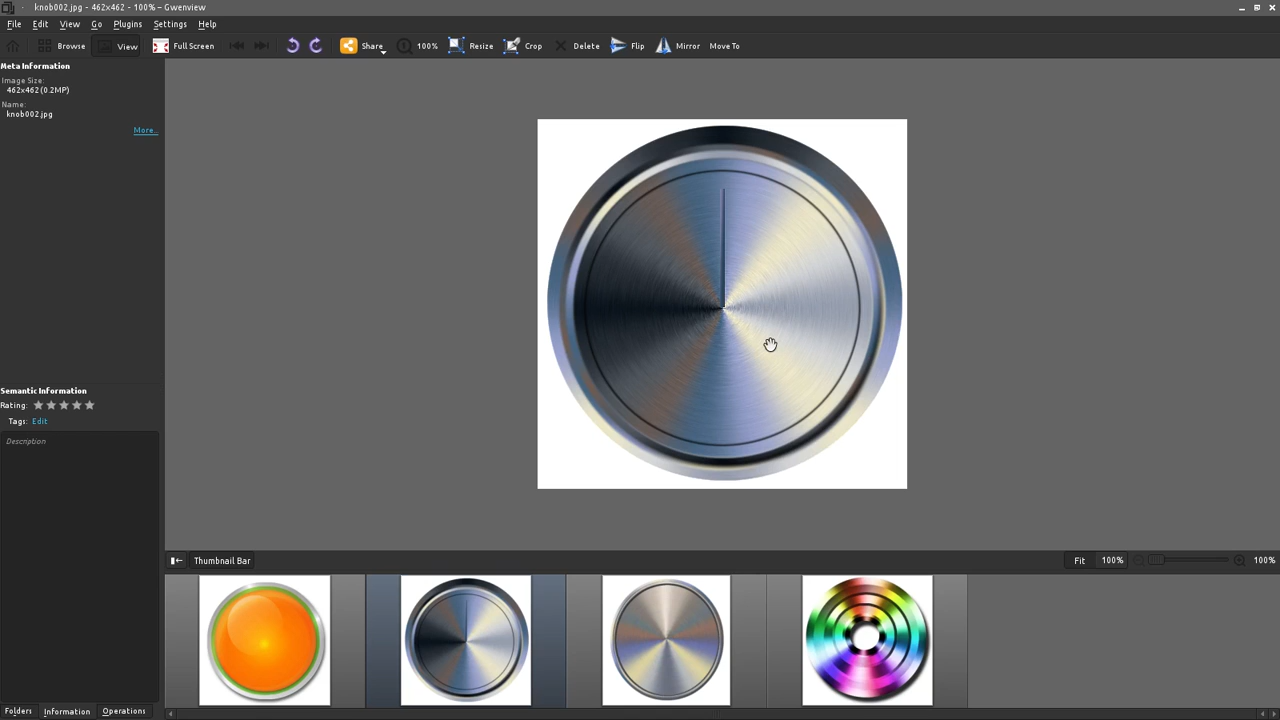 knob002.jpg - 462x462 - 100% – Gwenview
File Edit View Go Plugins Settings Help
Browse View Full Screen Share 100% Resize Crop Delete Flip Mirror Move To
Meta Information
Image Size:
462x462 (0.2MP)
Name:
knob002.jpg
More..
Semantic Information
Rating:
Tags: Edit
Description
Thumbnail Bar Fit 100% 100%
Folders Information Operations